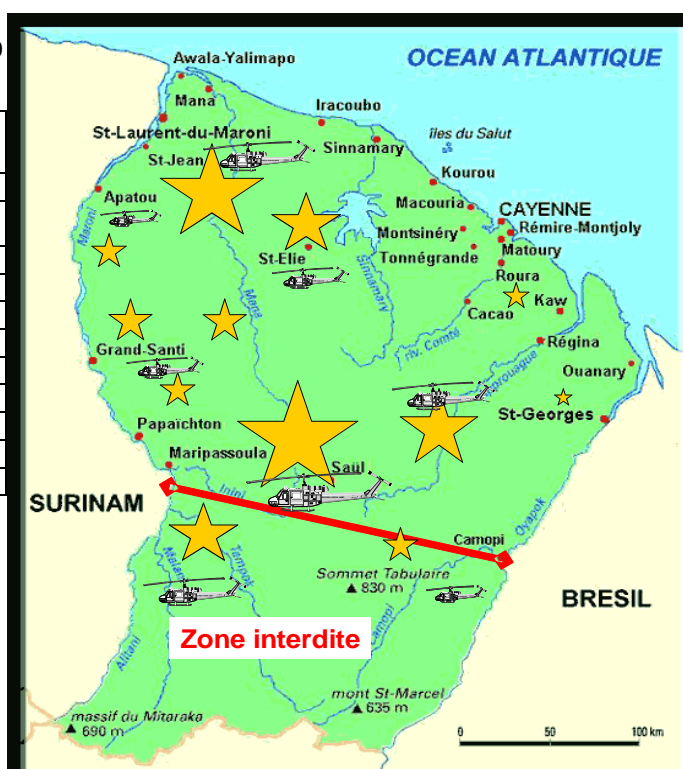 OCEAN ATLANTIQUE
Awala-Yalimapo
Mana
Iracoubo
St-Laurent-du-Maroni
Sinnamary
îles du Salut
St-Jean
Kourou
Apatou
Macouria
CAYENNE
Maroni
Montsinéry
Rémire-Montjoly
St-Elie
Tonnégrande
Matoury
Sinnamary
Roura
Mana
Cacao
Kaw
riv. Comté
Régina
Grand-Santi
Approuague
Ouanary
St-Georges
Papaïchton
Maripassoula
Saül
SURINAM
Inini
Oyapok
Camopi
Tampok
Sommet Tabulaire
▲ 830 m
BRESIL
Camopi
Zone interdite
Alitani
mont St-Marcel
massif du Mitaraka
▲ 635 m
▲ 690 m
0 50 100 km